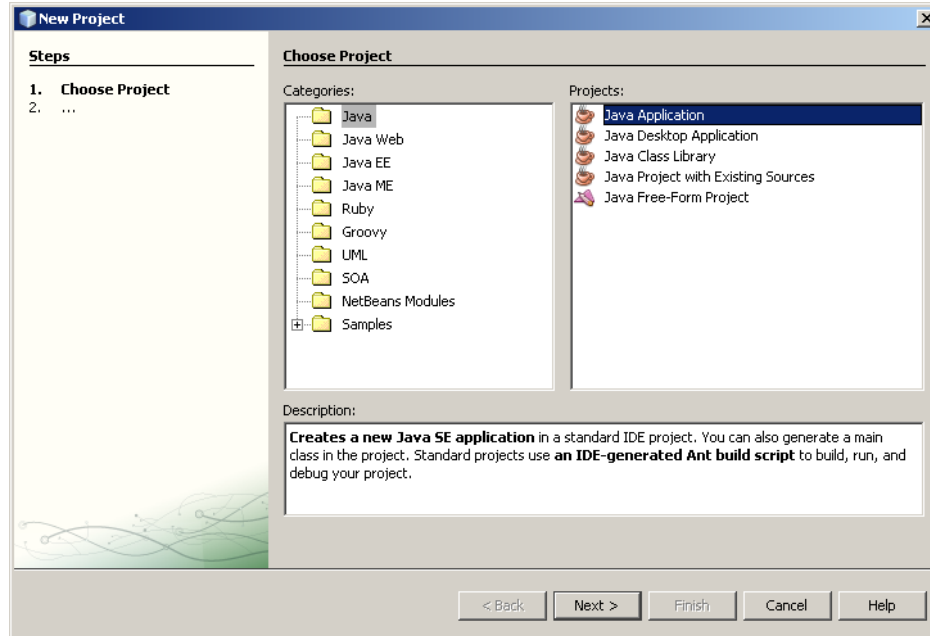 New Project
Steps
1. Choose Project
2. ...
Choose Project
Categories:
Java
Java Web
Java EE
Java ME
Ruby
Groovy
UML
SOA
NetBeans Modules
Samples
Projects:
Java Application
Java Desktop Application
Java Class Library
Java Project with Existing Sources
Java Free-Form Project
Description:
Creates a new Java SE application in a standard IDE project. You can also generate a main
class in the project. Standard projects use an IDE-generated Ant build script to build, run, and
debug your project.
< Back
Next >
Finish
Cancel
Help